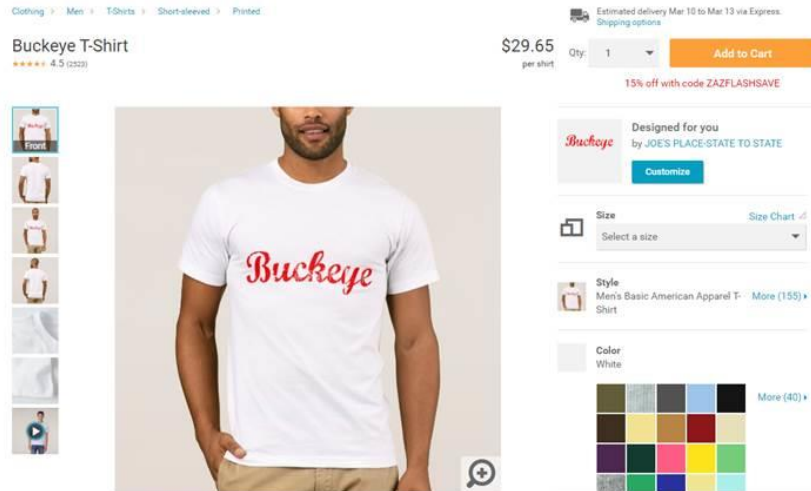 Clothing > Men > T-Shirts > Short-sleeved > Printed
Buckeye T-Shirt
4.5 (2523)
$29.65
per shirt
Estimated delivery Mar 10 to Mar 13 via Express.
Shipping options
Qty: 1
Add to Cart
15% off with code ZAZFLASHSAVE
Front
Buckeye
Buckeye
Designed for you
by JOE'S PLACE-STATE TO STATE
Customize
Size
Size Chart
Select a size
Style
Men's Basic American Apparel T-
Shirt
More (155)
Color
White
More (40)